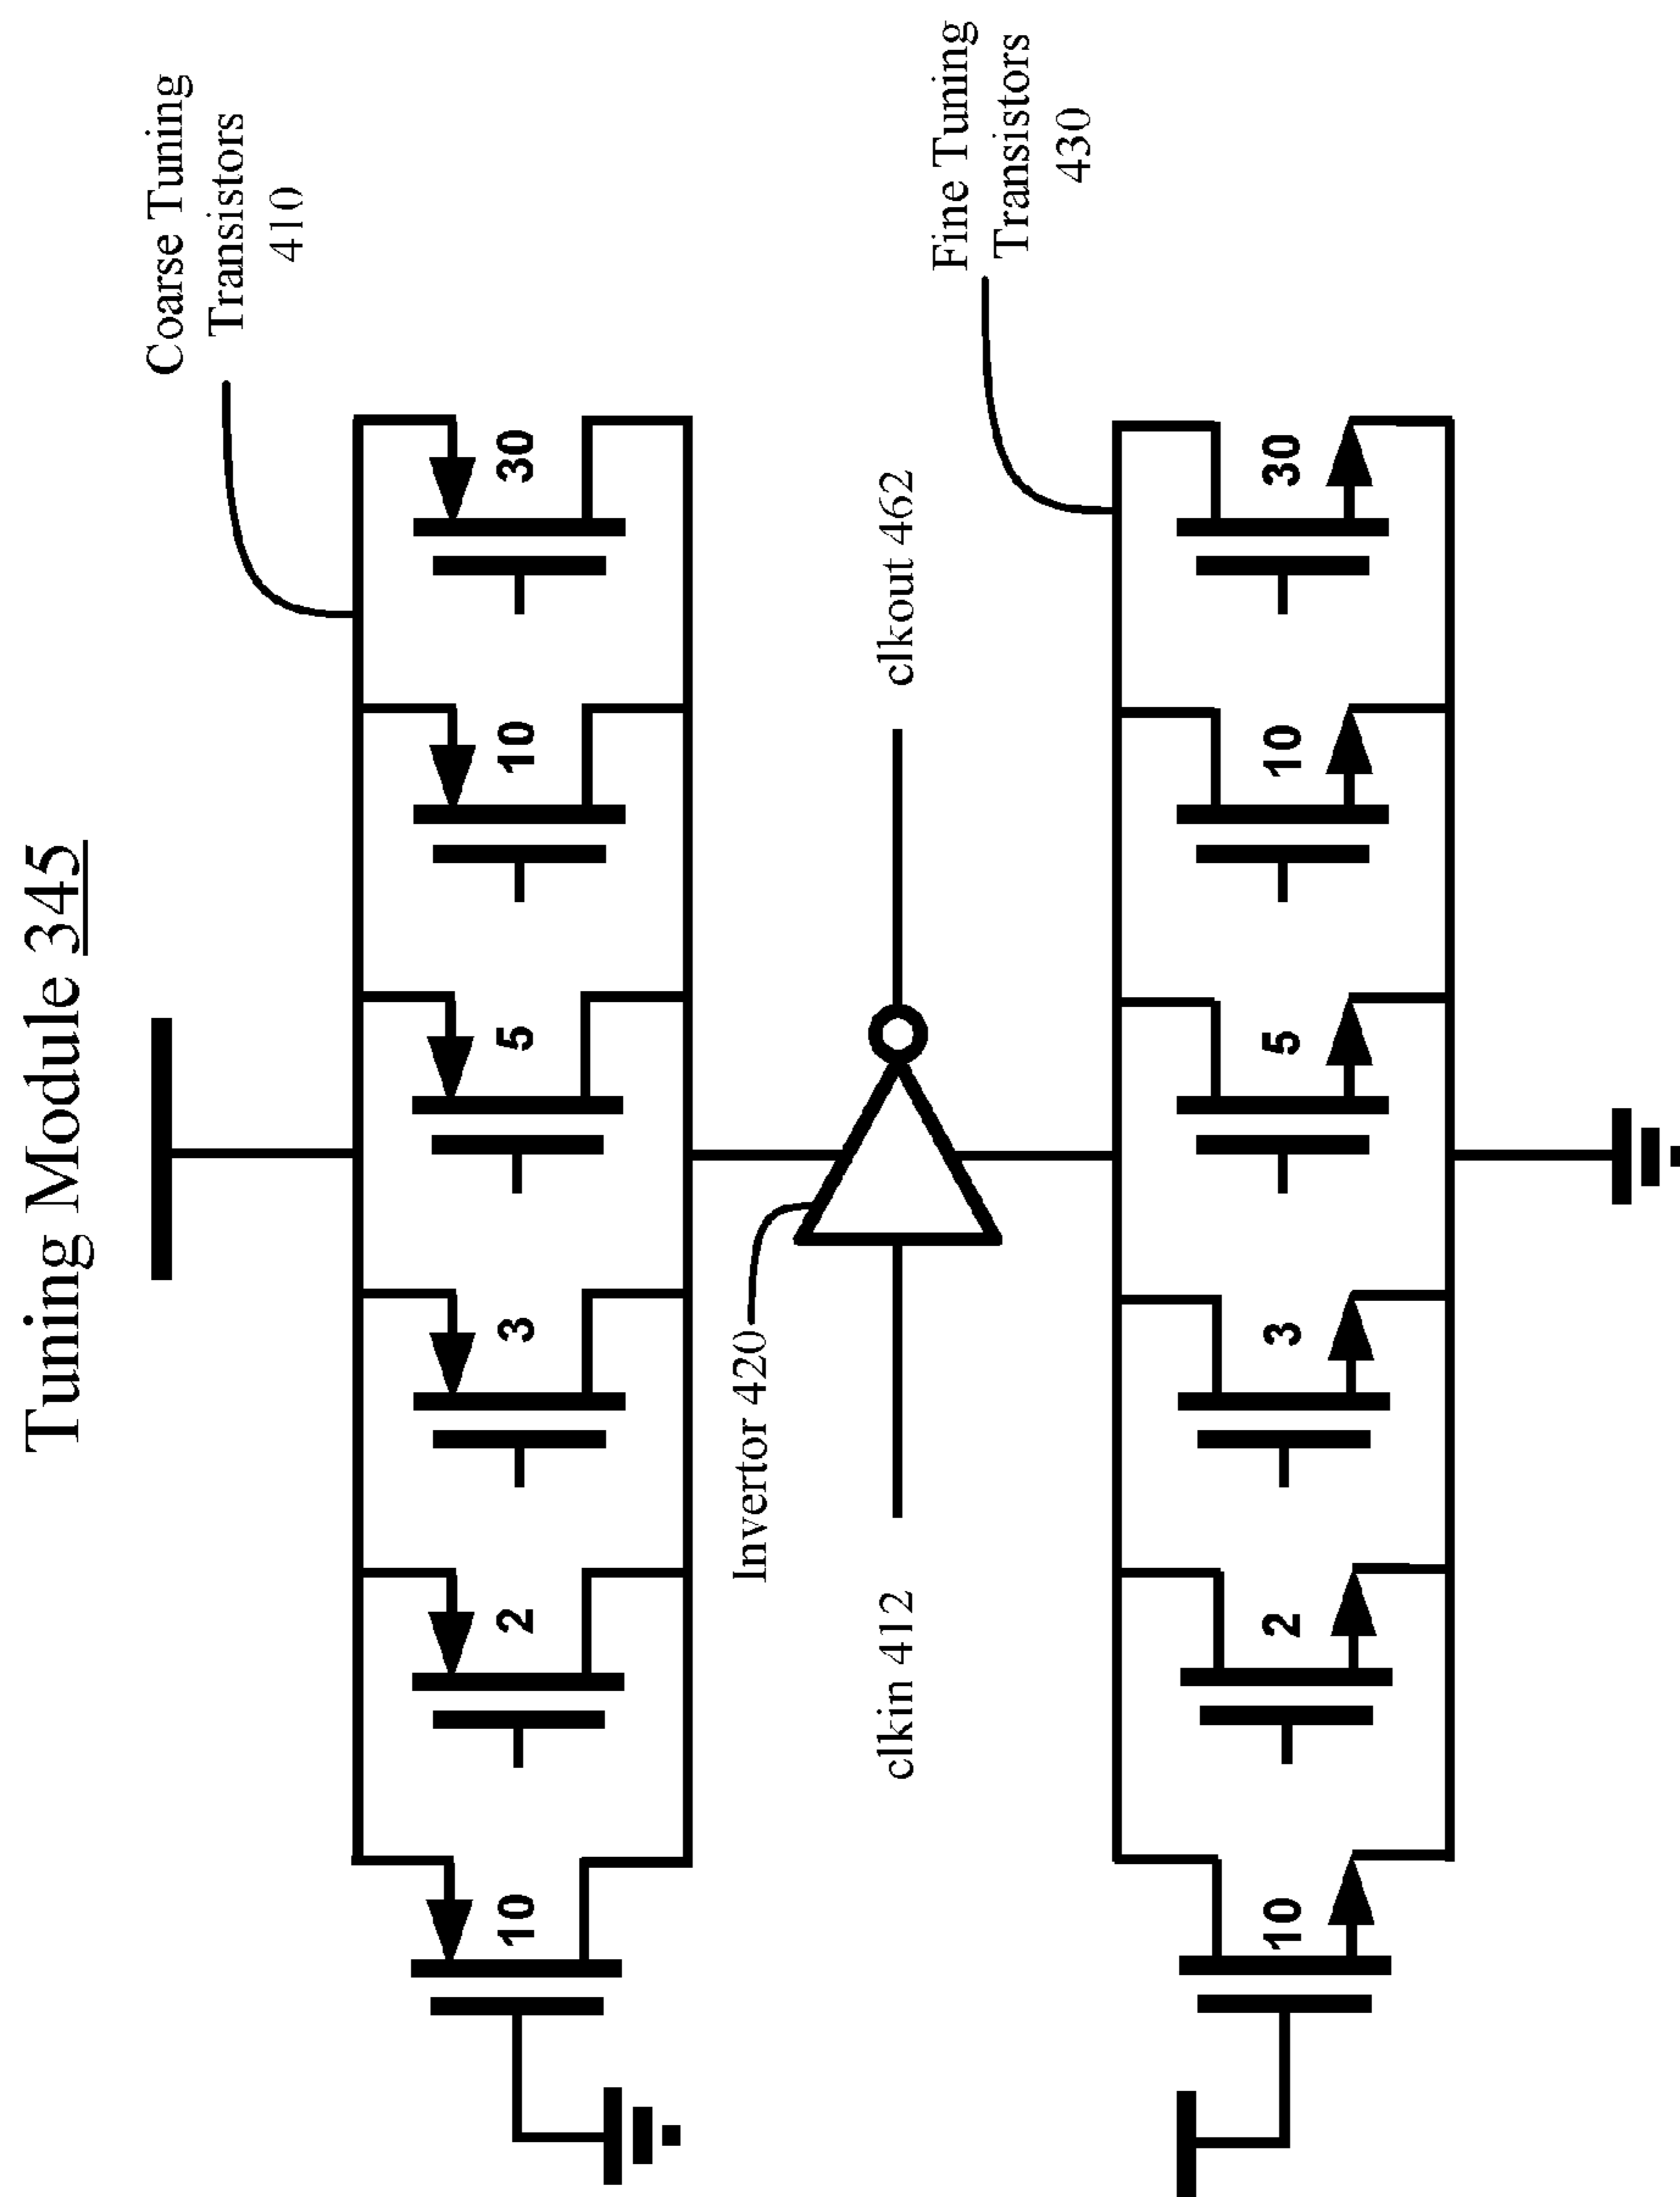 Tuning Module 345
Coarse Tuning
Transistors
410
10
2
3
5
10
30
Invertor 420
clkin 412
clkout 462
Fine Tuning
Transistors
430
10
2
3
5
10
30